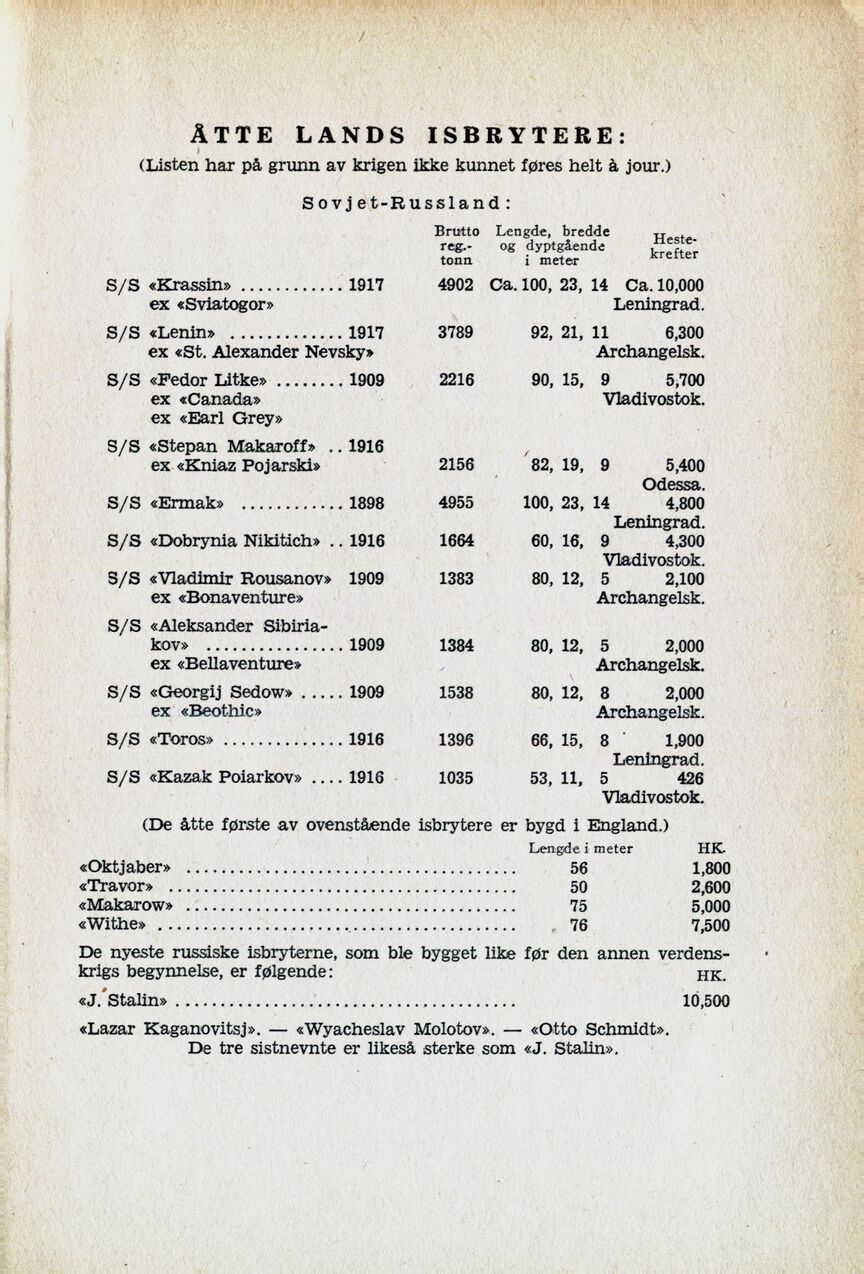 ÅTTE LANDS ISBRYTERE:
(Listen har på grunn av krigen ikke kunnet føres helt à jour.)
Sovjet-Russland:
Brutto Lengde, bredde
reg.- og dyptgående Heste-
tonn i meter krefter
S/S «Krassin» ............ 1917 4902 Ca. 100, 23, 14 Ca. 10,000
ex «Sviatogor» Leningrad.
S/S «Lenin» ............. 1917 3789 92, 21, 11 6,300
ex «St. Alexander Nevsky» Archangelsk.
S/S «Fedor Litke» ........ 1909 2216 90, 15, 9 5,700
ex «Canada» Vladivostok.
ex «Earl Grey»
S/S «Stepan Makaroff» .. 1916
ex «Kniaz Pojarski» 2156 82, 19, 9 5,400
Odessa.
S/S «Ermak» ............ 1898 4955 100, 23, 14 4,800
Leningrad.
S/S «Dobrynia Nikitich» .. 1916 1664 60, 16, 9 4,300
Vladivostok.
S/S «Vladimir Rousanov» 1909 1383 80, 12, 5 2,100
ex «Bonaventure» Archangelsk.
S/S «Aleksander Sibiria-
kov» ................ 1909 1384 80, 12, 5 2,000
ex «Bellaventure» Archangelsk.
S/S «Georgij Sedow» ..... 1909 1538 80, 12, 8 2,000
ex «Beothic» Archangelsk.
S/S «Toros» .............. 1916 1396 66, 15, 8 1,900
Leningrad.
S/S «Kazak Poiarkov» .... 1916 1035 53, 11, 5 426
Vladivostok.
(De åtte første av ovenstående isbrytere er bygd i England.)
Lengde i meter HK.
«Oktjaber» ....................................... 56 1,800
«Travor» ......................................... 50 2,600
«Makarow» ....................................... 75 5,000
«Withe» .......................................... 76 7,500
De nyeste russiske isbryterne, som ble bygget like før den annen verdens-
krigs begynnelse, er følgende: HK.
«J. Stalin» ........................................ 10,500
«Lazar Kaganovitsj». — «Wyacheslav Molotov». — «Otto Schmidt».
De tre sistnevnte er likeså sterke som «J. Stalin».